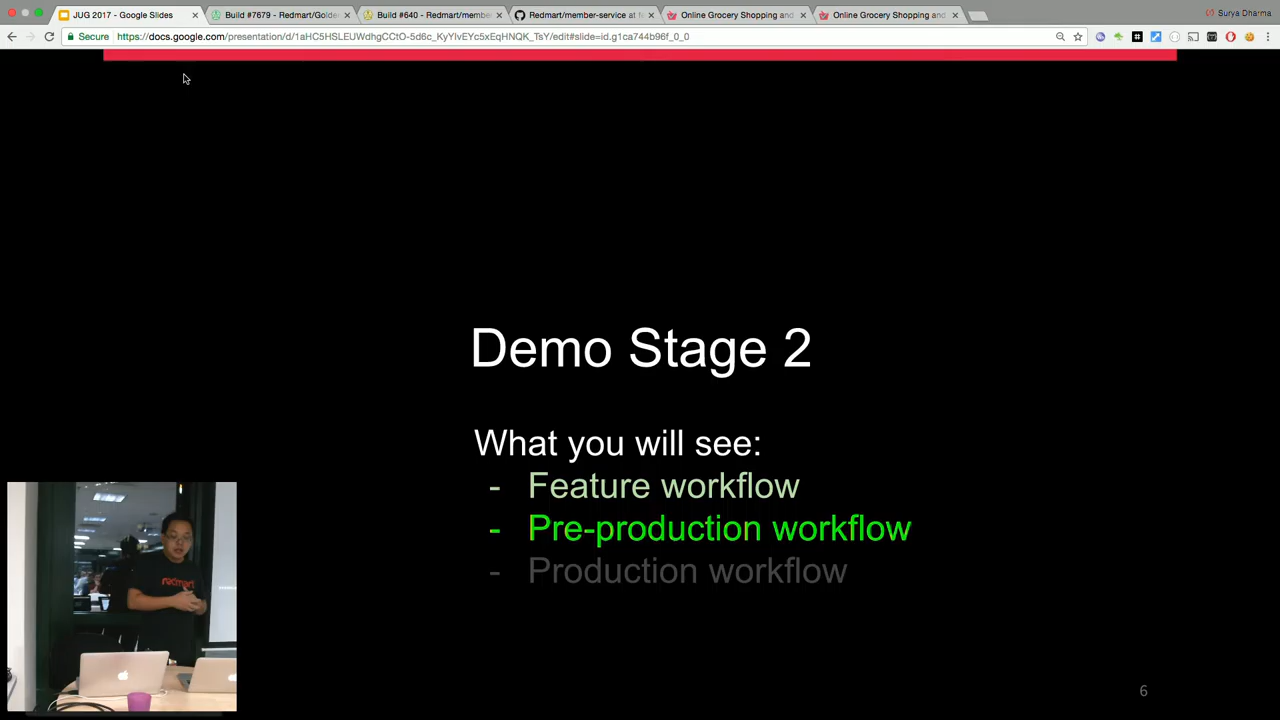 JUG 2017 - Google Slides
Build #7679 - Redmart/Golde
Build #640 - Redmart/membe
Redmart/member-service at f
Online Grocery Shopping and
Online Grocery Shopping and
Surya Dharma
Secure
https://docs.google.com/presentation/d/1aHC5HSLEUWdhgCCtO-5d6c_KyYIvEYc5xEqHNQK_TsY/edit#slide=id.g1ca744b96f_0_0
Demo Stage 2
What you will see:
- Feature workflow
- Pre-production workflow
- Production workflow
redmart
6